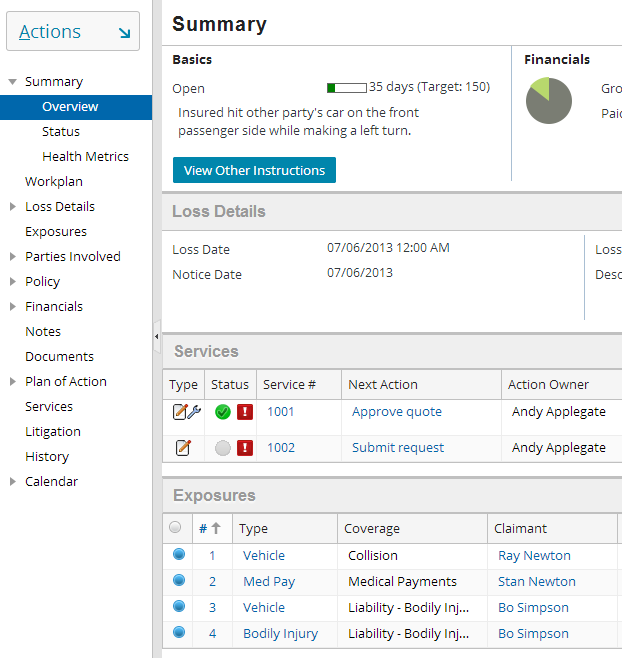 Actions
Summary
Overview
Status
Health Metrics
Workplan
Loss Details
Exposures
Parties Involved
Policy
Financials
Notes
Documents
Plan of Action
Services
Litigation
History
Calendar
Summary
Basics
Open 35 days (Target: 150)
Insured hit other party's car on the front
passenger side while making a left turn.
View Other Instructions
Financials
Gro
Paid
Loss Details
Loss Date 07/06/2013 12:00 AM
Notice Date 07/06/2013
Loss
Desc
Services
Type Status Service # Next Action Action Owner
1001 Approve quote Andy Applegate
1002 Submit request Andy Applegate
Exposures
# Type Coverage Claimant
1 Vehicle Collision Ray Newton
2 Med Pay Medical Payments Stan Newton
3 Vehicle Liability - Bodily Inj... Bo Simpson
4 Bodily Injury Liability - Bodily Inj... Bo Simpson